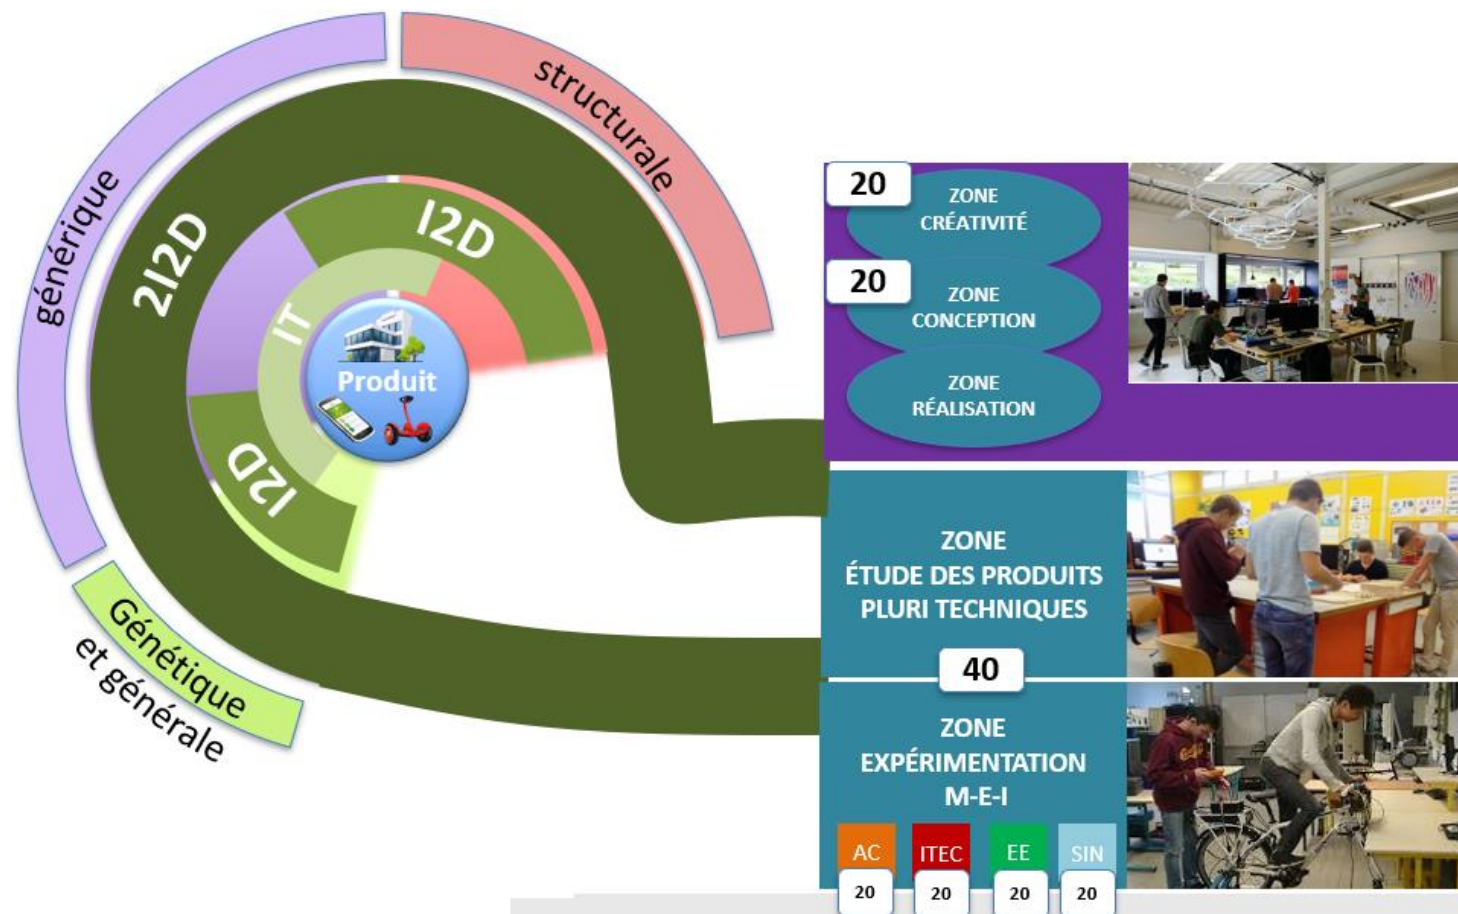 générique
structurale
2I2D
I2D
IT
Produit
I2D
Génétique
et générale
20
ZONE
CRÉATIVITÉ
20
ZONE
CONCEPTION
ZONE
RÉALISATION
ZONE
ÉTUDE DES PRODUITS
PLURI TECHNIQUES
40
ZONE
EXPÉRIMENTATION
M-E-I
AC
ITEC
EE
SIN
20
20
20
20